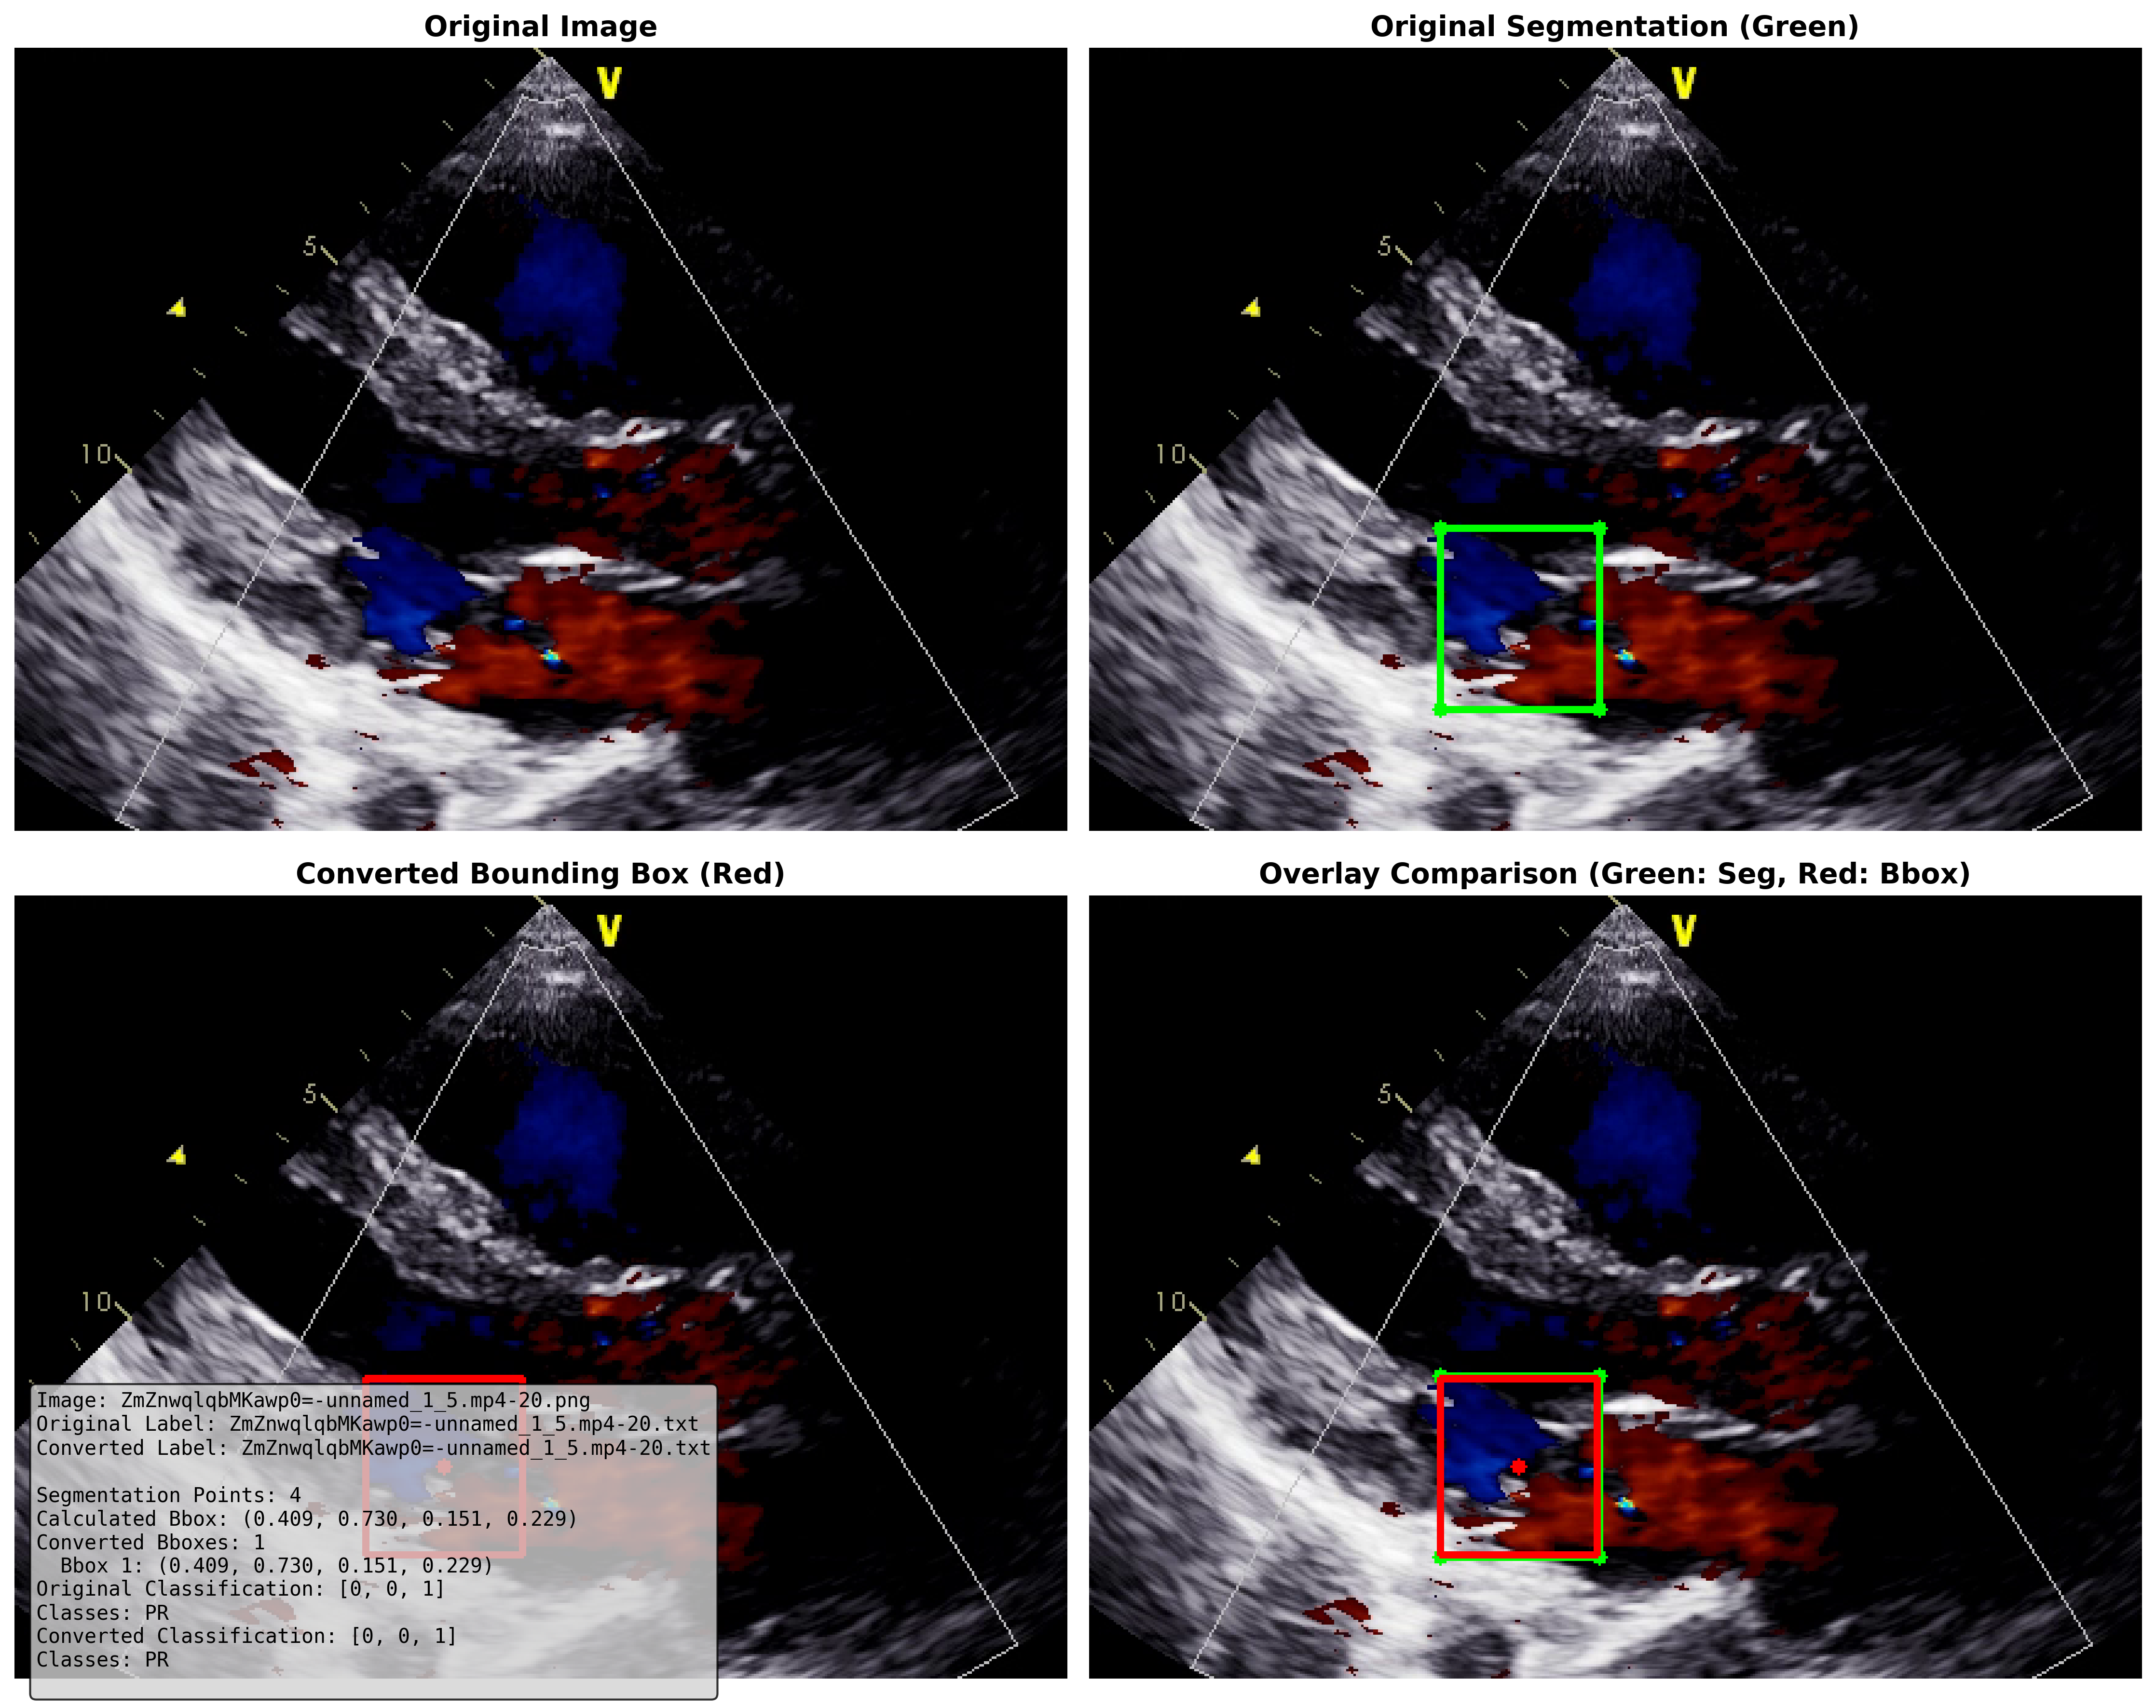 Original Image
Original Segmentation (Green)
V
5
10
V
5
10
Converted Bounding Box (Red)
Overlay Comparison (Green: Seg, Red: Bbox)
V
5
10
Image: ZmZnwqlqbMKawp0=-unnamed_1_5.mp4-20.png
Original Label: ZmZnwqlqbMKawp0=-unnamed_1_5.mp4-20.txt
Converted Label: ZmZnwqlqbMKawp0=-unnamed_1_5.mp4-20.txt
Segmentation Points: 4
Calculated Bbox: (0.409, 0.730, 0.151, 0.229)
Converted Bboxes: 1
Bbox 1: (0.409, 0.730, 0.151, 0.229)
Original Classification: [0, 0, 1]
Classes: PR
Converted Classification: [0, 0, 1]
Classes: PR
V
5
10